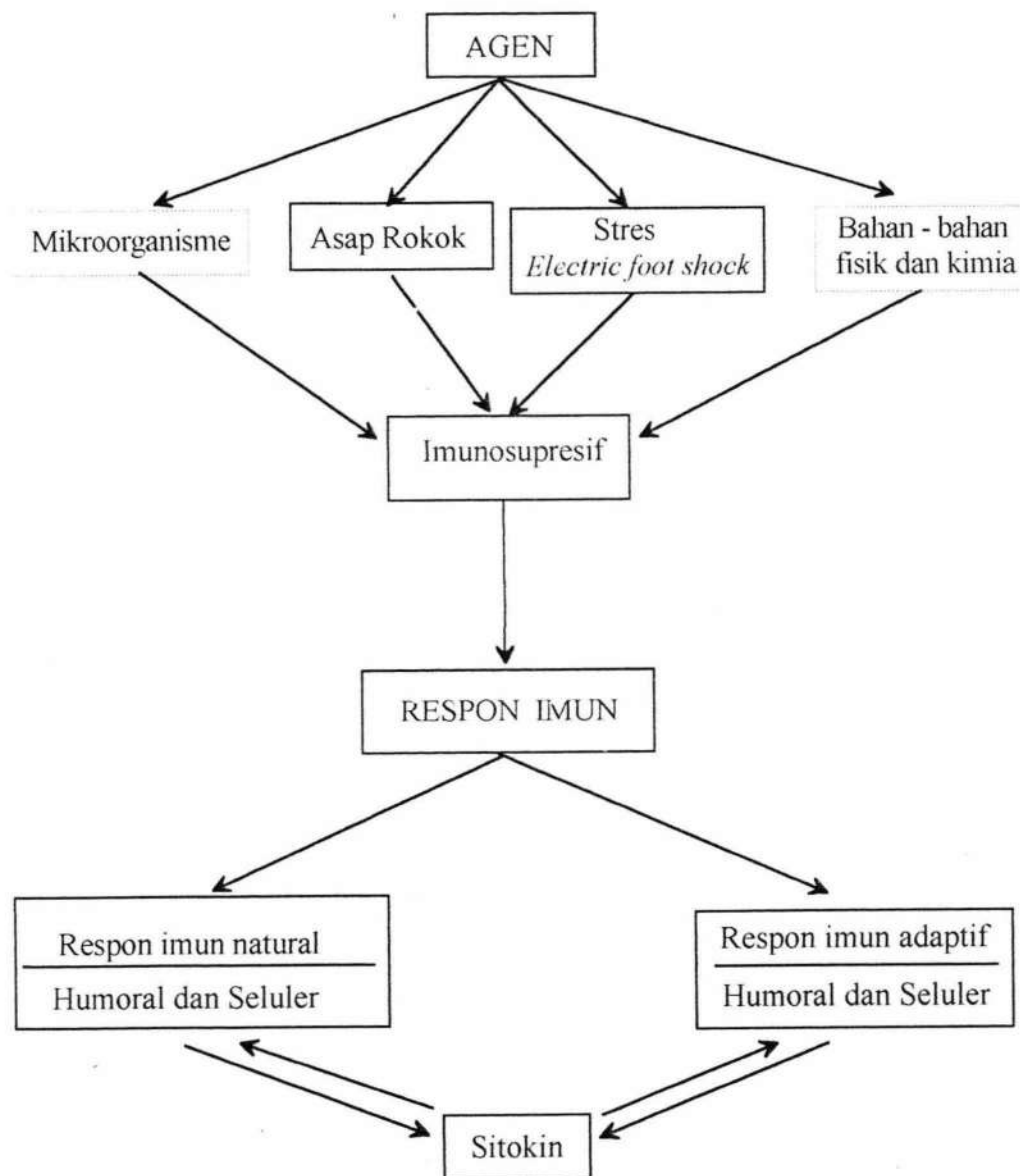 AGEN
Mikroorganisme
Asap Rokok
Stres
Electric foot shock
Bahan - bahan
fisik dan kimia
Imunosupresif
RESPON IMUN
Respon imun natural
Humoral dan Seluler
Respon imun adaptif
Humoral dan Seluler
Sitokin